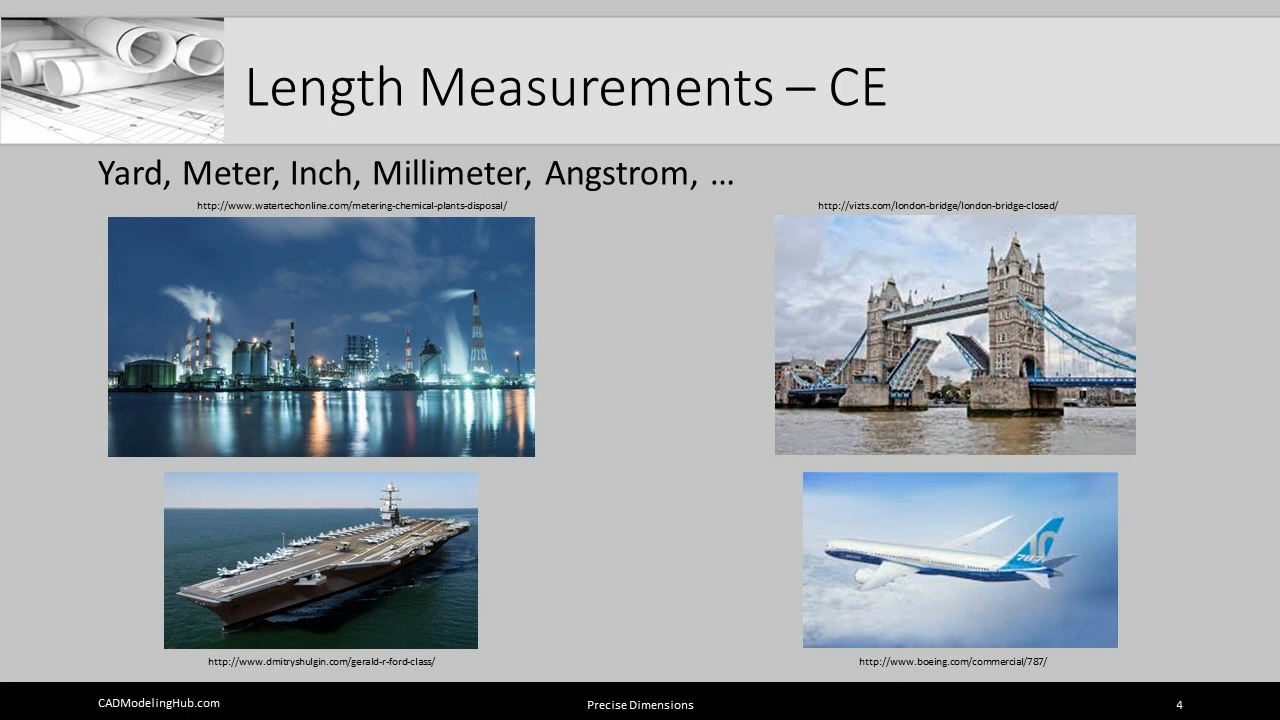 Length Measurements – CE
Yard, Meter, Inch, Millimeter, Angstrom, …
http://www.watertechonline.com/metering-chemical-plants-disposal/
http://vizts.com/london-bridge/london-bridge-closed/
10
787
http://www.dmitryshulgin.com/gerald-r-ford-class/
http://www.boeing.com/commercial/787/
CADModelingHub.com
Precise Dimensions
4